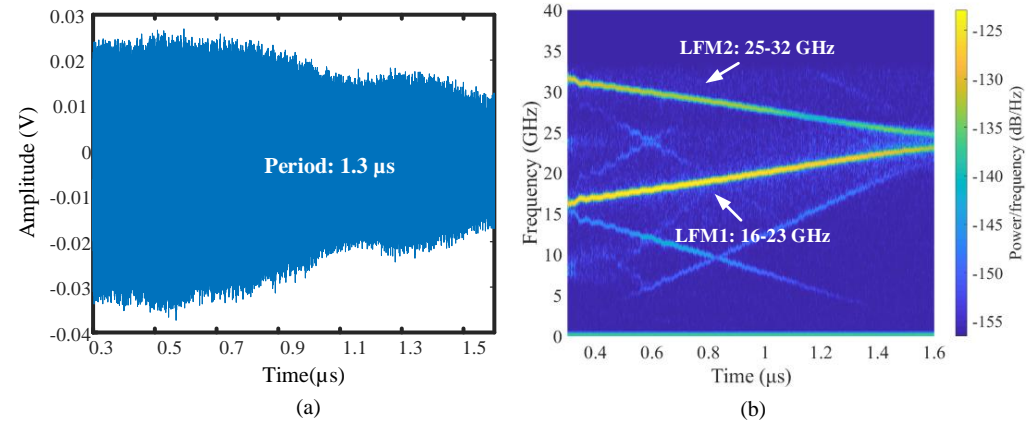 0.03
0.02
0.01
0
-0.01
-0.02
-0.03
-0.04
Amplitude (V)
Period: 1.3 µs
0.3 0.5 0.7 0.9 1.1 1.3 1.5
Time(µs)
(a)
40
35
30
25
20
15
10
5
0
Frequency (GHz)
LFM2: 25-32 GHz
LFM1: 16-23 GHz
0.4 0.6 0.8 1 1.2 1.4 1.6
Time (µs)
(b)
-125
-130
-135
-140
-145
-150
-155
Power/frequency (dB/Hz)